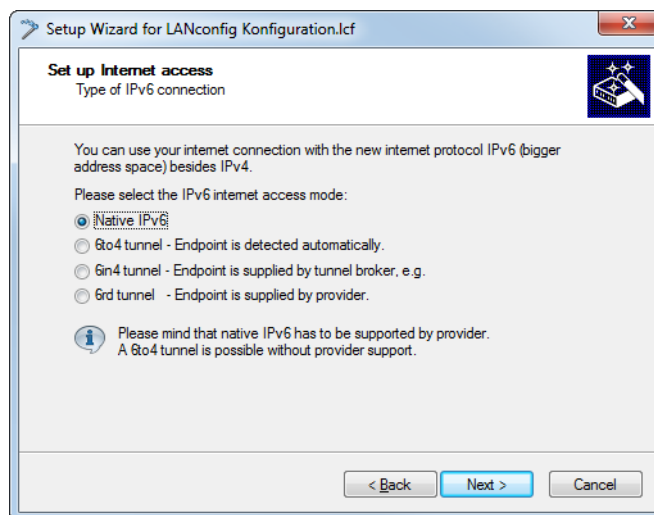 Setup Wizard for LANconfig Konfiguration.lcf
Set up Internet access
Type of IPv6 connection
You can use your internet connection with the new internet protocol IPv6 (bigger
address space) besides IPv4.
Please select the IPv6 internet access mode:
Native IPv6
6to4 tunnel - Endpoint is detected automatically.
6in4 tunnel - Endpoint is supplied by tunnel broker, e.g.
6rd tunnel - Endpoint is supplied by provider.
Please mind that native IPv6 has to be supported by provider.
A 6to4 tunnel is possible without provider support.
< Back Next > Cancel